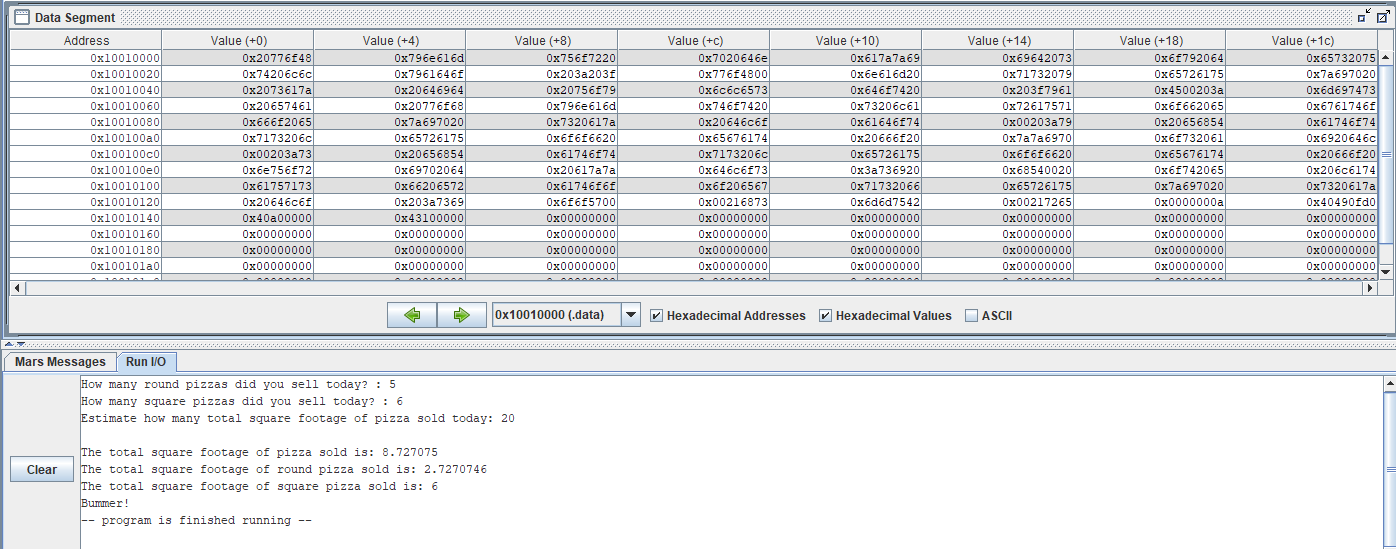 Data Segment
Address Value (+0) Value (+4) Value (+8) Value (+c) Value (+10) Value (+14) Value (+18) Value (+1c)
0x10010000 0x20776f48 0x796e616d 0x756f7220 0x7020646e 0x617a7a69 0x69642073 0x6f792064 0x65732075
0x10010020 0x74206c6c 0x7961646f 0x203a203f 0x776f4800 0x6e616d20 0x71732079 0x65726175 0x7a697020
0x10010040 0x2073617a 0x20646964 0x20756f79 0x6c6c6573 0x646f7420 0x203f7961 0x4500203a 0x6d697473
0x10010060 0x20657461 0x20776f68 0x796e616d 0x746f7420 0x73206c61 0x72617571 0x6f662065 0x6761746f
0x10010080 0x666f2065 0x7a697020 0x7320617a 0x20646c6f 0x61646f74 0x00203a79 0x20656854 0x61746f74
0x100100a0 0x7173206c 0x65726175 0x6f6f6620 0x65676174 0x20666f20 0x7a7a6970 0x6f732061 0x6920646c
0x100100c0 0x00203a73 0x20656854 0x61746f74 0x7173206c 0x65726175 0x6f6f6620 0x65676174 0x20666f20
0x100100e0 0x6e756f72 0x69702064 0x20617a7a 0x646c6f73 0x3a736920 0x68540020 0x6f742065 0x206c6174
0x10010100 0x61757173 0x66206572 0x61746f6f 0x6f206567 0x71732066 0x65726175 0x7a697020 0x7320617a
0x10010120 0x20646c6f 0x203a7369 0x6f6f5700 0x00216873 0x6d6d7542 0x00217265 0x0000000a 0x40490fd0
0x10010140 0x40a00000 0x43100000 0x00000000 0x00000000 0x00000000 0x00000000 0x00000000 0x00000000
0x10010160 0x00000000 0x00000000 0x00000000 0x00000000 0x00000000 0x00000000 0x00000000 0x00000000
0x10010180 0x00000000 0x00000000 0x00000000 0x00000000 0x00000000 0x00000000 0x00000000 0x00000000
0x100101a0 0x00000000 0x00000000 0x00000000 0x00000000 0x00000000 0x00000000 0x00000000 0x00000000
0x10010000 (.data) Hexadecimal Addresses Hexadecimal Values ASCII
Mars Messages Run I/O
Clear
How many round pizzas did you sell today? : 5
How many square pizzas did you sell today? : 6
Estimate how many total square footage of pizza sold today: 20
The total square footage of pizza sold is: 8.727075
The total square footage of round pizza sold is: 2.7270746
The total square footage of square pizza sold is: 6
Bummer!
-- program is finished running --